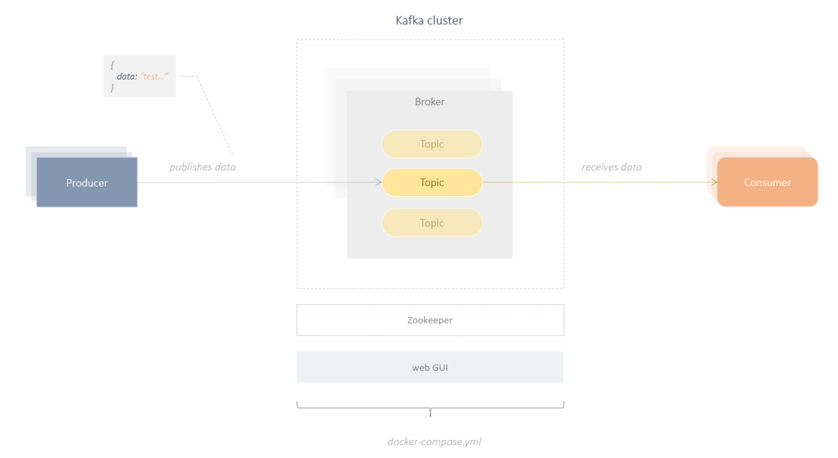 Kafka cluster
{
data: "test..."
}
Broker
Topic
publishes data
receives data
Producer
Topic
Consumer
Topic
Zookeeper
web GUI
docker-compose.yml